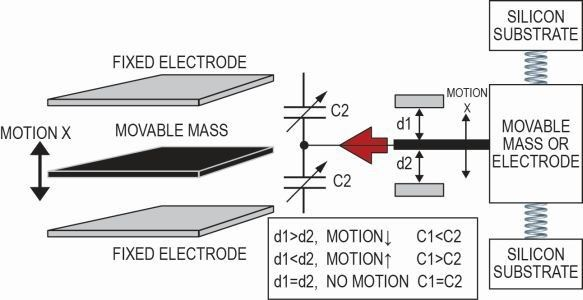 SILICON
SUBSTRATE
FIXED ELECTRODE
C2
d1
MOTION
X
MOTION X
MOVABLE MASS
MOVABLE
MASS OR
ELECTRODE
C2
d2
FIXED ELECTRODE
d1>d2, MOTION↓ C1<C2
d1<d2, MOTION↑ C1>C2
d1=d2, NO MOTION C1=C2
SILICON
SUBSTRATE